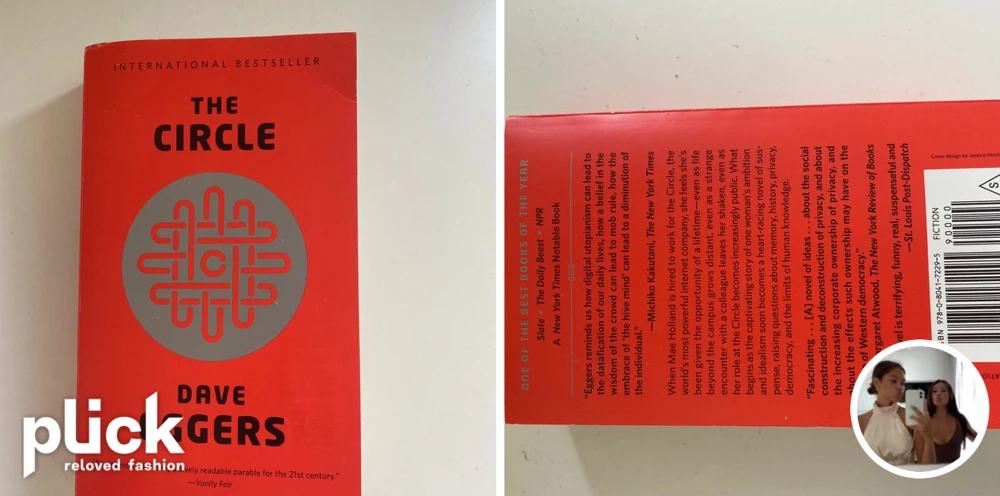 INTERNATIONAL BESTSELLER
THE
CIRCLE
C
DAVE
EGGERS
vely readable parable for the 21st century."
—Vanity Fair
plick
reloved fashion
ONE OF THE BEST BOOKS OF THE YEAR
Slate • The Daily Beast • NPR
A New York Times Notable Book
"Eggers reminds us how digital utopianism can lead to
the datafication of our daily lives, how a belief in the
wisdom of the crowd can lead to mob rule, how the
embrace of 'the hive mind' can lead to a diminution of
the individual."
—Michiko Kakutani, The New York Times
When Mae Holland is hired to work for the Circle, the
world's most powerful internet company, she feels she's
been given the opportunity of a lifetime—even as life
beyond the campus grows distant, even as a strange
encounter with a colleague leaves her shaken, even as
her role at the Circle becomes increasingly public. What
begins as the captivating story of one woman's ambition
and idealism soon becomes a heart-racing novel of sus-
pense, raising questions about memory, history, privacy,
democracy, and the limits of human knowledge.
"Fascinating . . . [A] novel of ideas . . . about the social
construction and deconstruction of privacy, and about
the increasing corporate ownership of privacy, and
about the effects such ownership may have on the
of Western democracy."
rgaret Atwood, The New York Review of Books
vel is terrifying, funny, real, suspenseful and
—St. Louis Post-Dispatch
Cover design by Jessica
FICTION
90000
BN 978-0-8041-7229-5